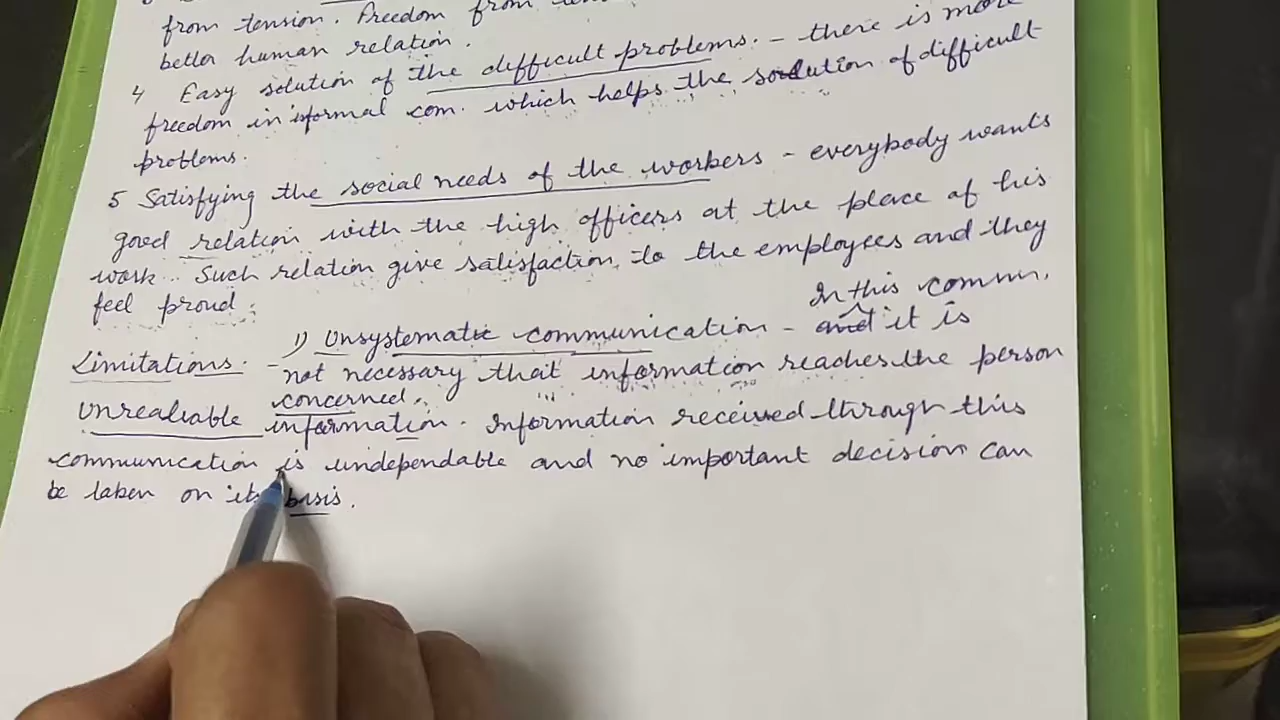 from tension. Freedom from
better human relation.
4 Easy solution of the difficult problems. - there is more
freedom in informal com. which helps the solution of difficult
problems.
5 Satisfying the social needs of the workers - everybody wants
good relation with the high officers at the place of his
work. Such relation give satisfaction to the employees and they
feel proud.
In this commn.
Limitations. - 1) Unsystematic communication - and it is
not necessary that information reaches the person
concerned.
Unrealiable information. Information received through this
communication is undependable and no important decision can
be taken on its basis.